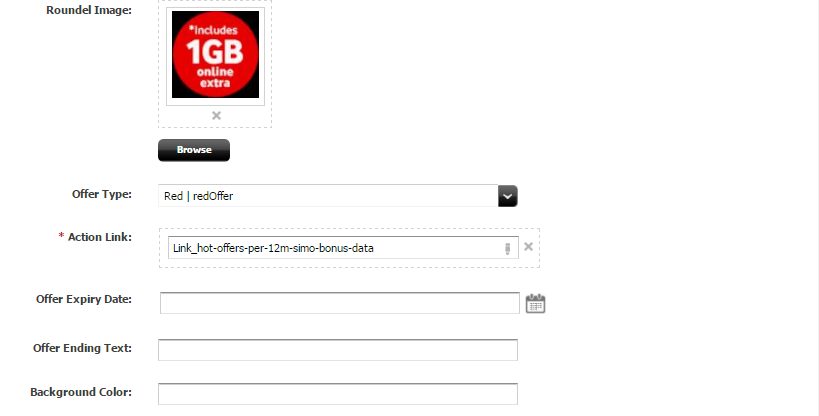 Roundel Image:
*Includes
1GB
online
extra
Browse
Offer Type:
Red | redOffer
* Action Link:
Link_hot-offers-per-12m-simo-bonus-data
Offer Expiry Date:
Offer Ending Text:
Background Color: